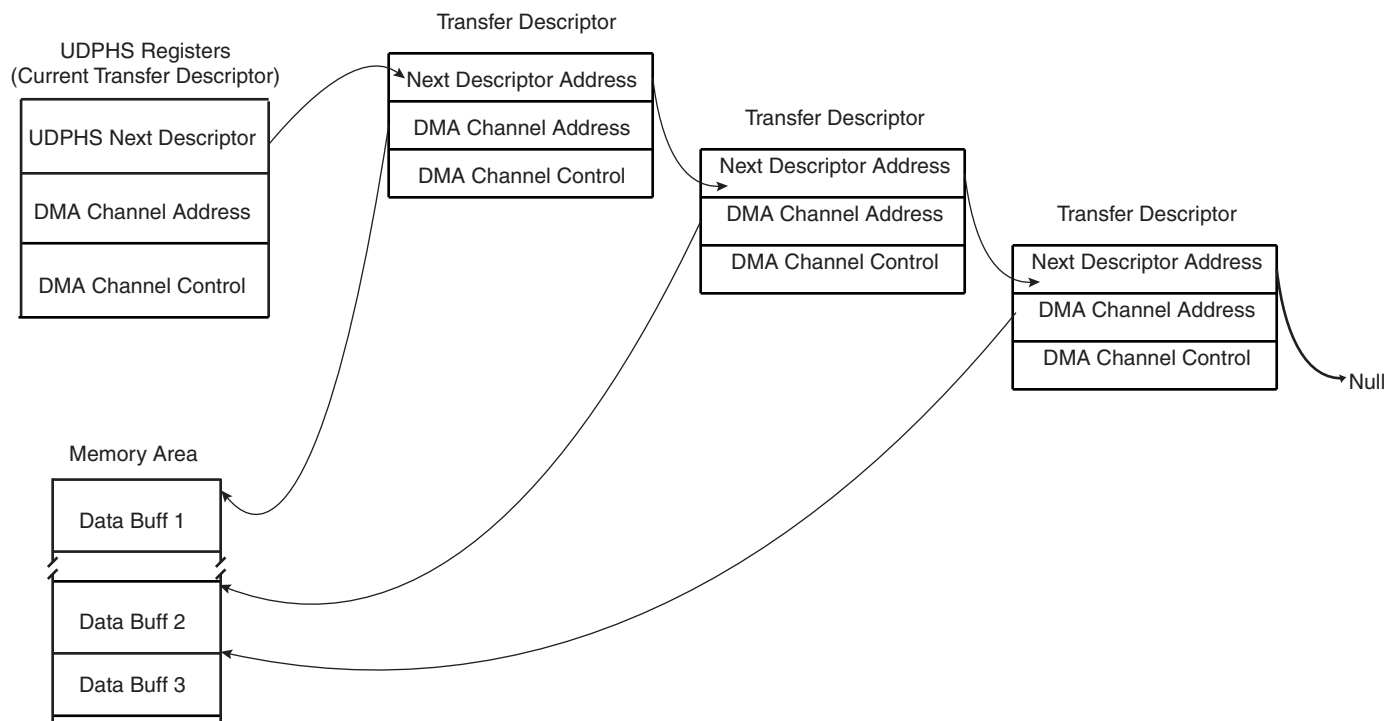 UDPHS Registers
(Current Transfer Descriptor)
UDPHS Next Descriptor
DMA Channel Address
DMA Channel Control
Transfer Descriptor
Next Descriptor Address
DMA Channel Address
DMA Channel Control
Transfer Descriptor
Next Descriptor Address
DMA Channel Address
DMA Channel Control
Transfer Descriptor
Next Descriptor Address
DMA Channel Address
DMA Channel Control
Null
Memory Area
Data Buff 1
Data Buff 2
Data Buff 3